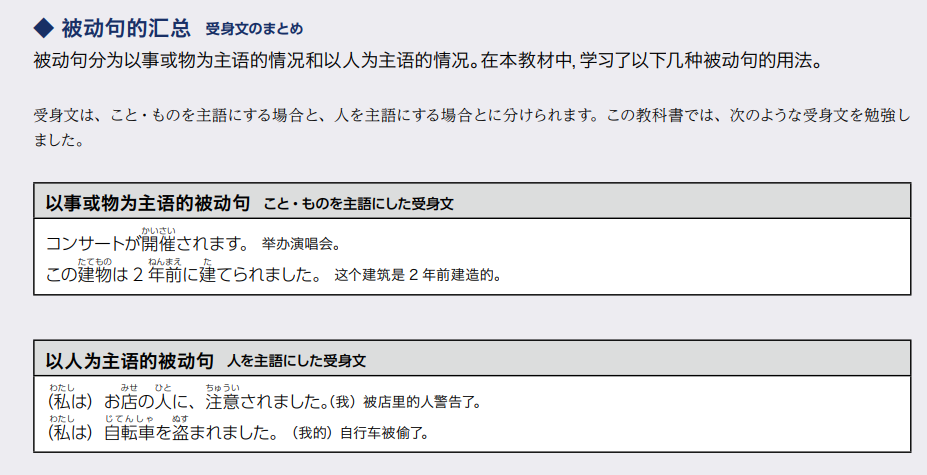 ◆ 被动句的汇总 受身文のまとめ
被动句分为以事或物为主语的情况和以人为主语的情况。在本教材中,学习了以下几种被动句的用法。
受身文は、こと・ものを主語にする場合と、人を主語にする場合とに分けられます。この教科書では、次のような受身文を勉強し
ました。
以事或物为主语的被动句 こと・ものを主語にした受身文
かいさい
コンサートが開催されます。 举办演唱会。
たてもの ねんまえ た
この建物は 2 年前に建てられました。 这个建筑是 2 年前建造的。
以人为主语的被动句 人を主語にした受身文
わたし みせ ひと ちゅうい
(私は) お店の人に、注意されました。(我) 被店里的人警告了。
わたし じてんしゃ ぬす
(私は) 自転車を盗まれました。 (我的) 自行车被偷了。